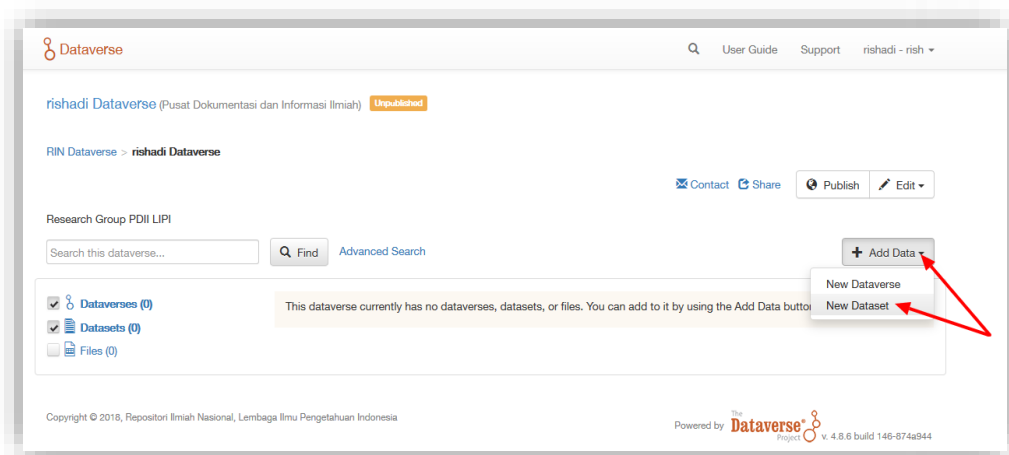 Dataverse User Guide Support rishadi - rish
rishadi Dataverse (Pusat Dokumentasi dan Informasi Ilmiah) Unpublished
RIN Dataverse > rishadi Dataverse
Contact Share Publish Edit
Research Group PDII LIPI
Search this dataverse... Find Advanced Search + Add Data
New Dataverse
New Dataset
Dataverses (0)
Datasets (0)
Files (0)
This dataverse currently has no dataverses, datasets, or files. You can add to it by using the Add Data button
Copyright © 2018, Repositori Ilmiah Nasional, Lembaga Ilmu Pengetahuan Indonesia
Powered by The Dataverse® Project v. 4.8.6 build 146-874a944